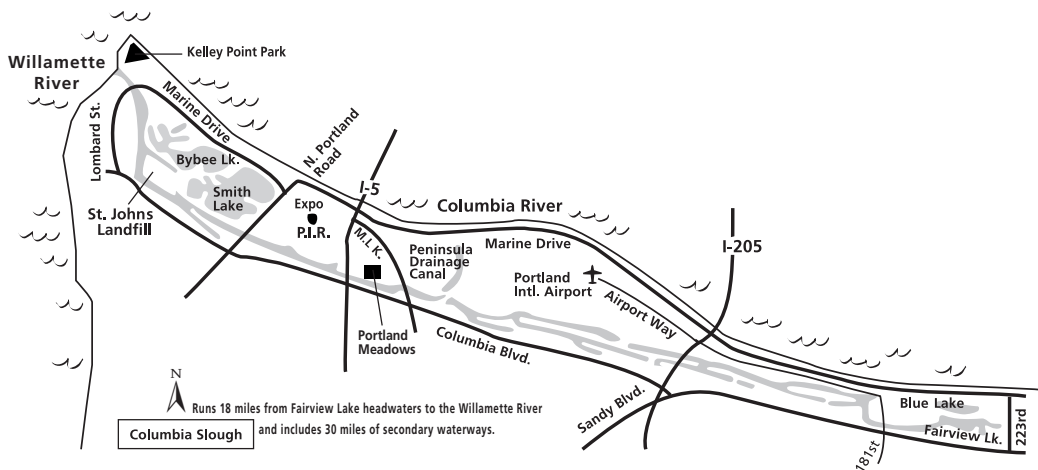 Kelley Point Park
Willamette
River
Lombard St.
Marine Drive
Bybee Lk.
Smith
Lake
St. Johns
Landfill
N. Portland
Road
I-5
Expo
P.I.R.
M.L K.
Columbia River
Peninsula
Drainage
Canal
Marine Drive
I-205
Portland
Intl. Airport
Airport Way
Portland
Meadows
Columbia Blvd.
Sandy Blvd.
Blue Lake
Fairview Lk.
223rd
181st
N
Runs 18 miles from Fairview Lake headwaters to the Willamette River
and includes 30 miles of secondary waterways.
Columbia Slough